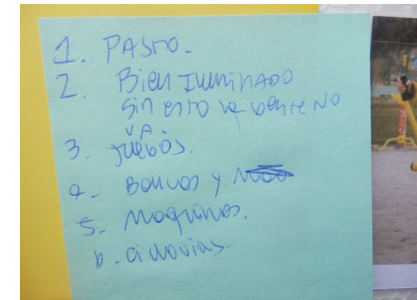 1. PASTO.
2. Bien Iluminado
sin esto la gente NO
VA.
3. juegos.
4. Bancos y
5. Maquinas.
6. ciclovias.